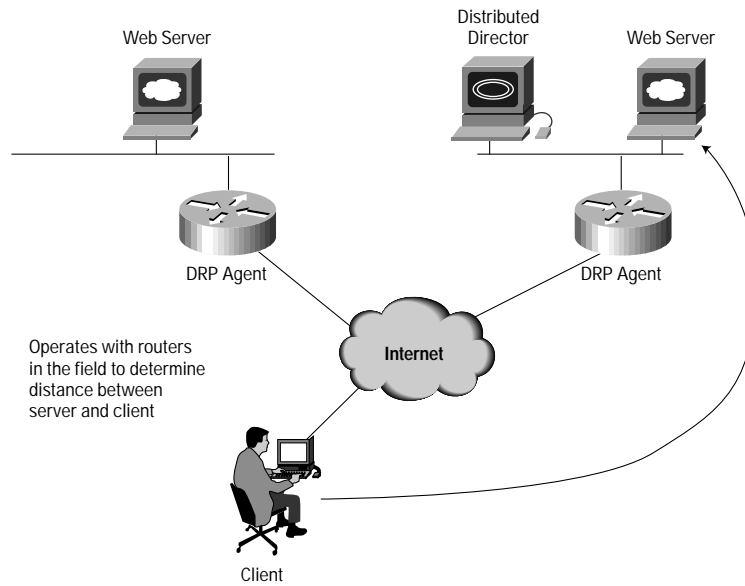 Web Server
Distributed
Director
Web Server
DRP Agent
DRP Agent
Internet
Operates with routers
in the field to determine
distance between
server and client
Client